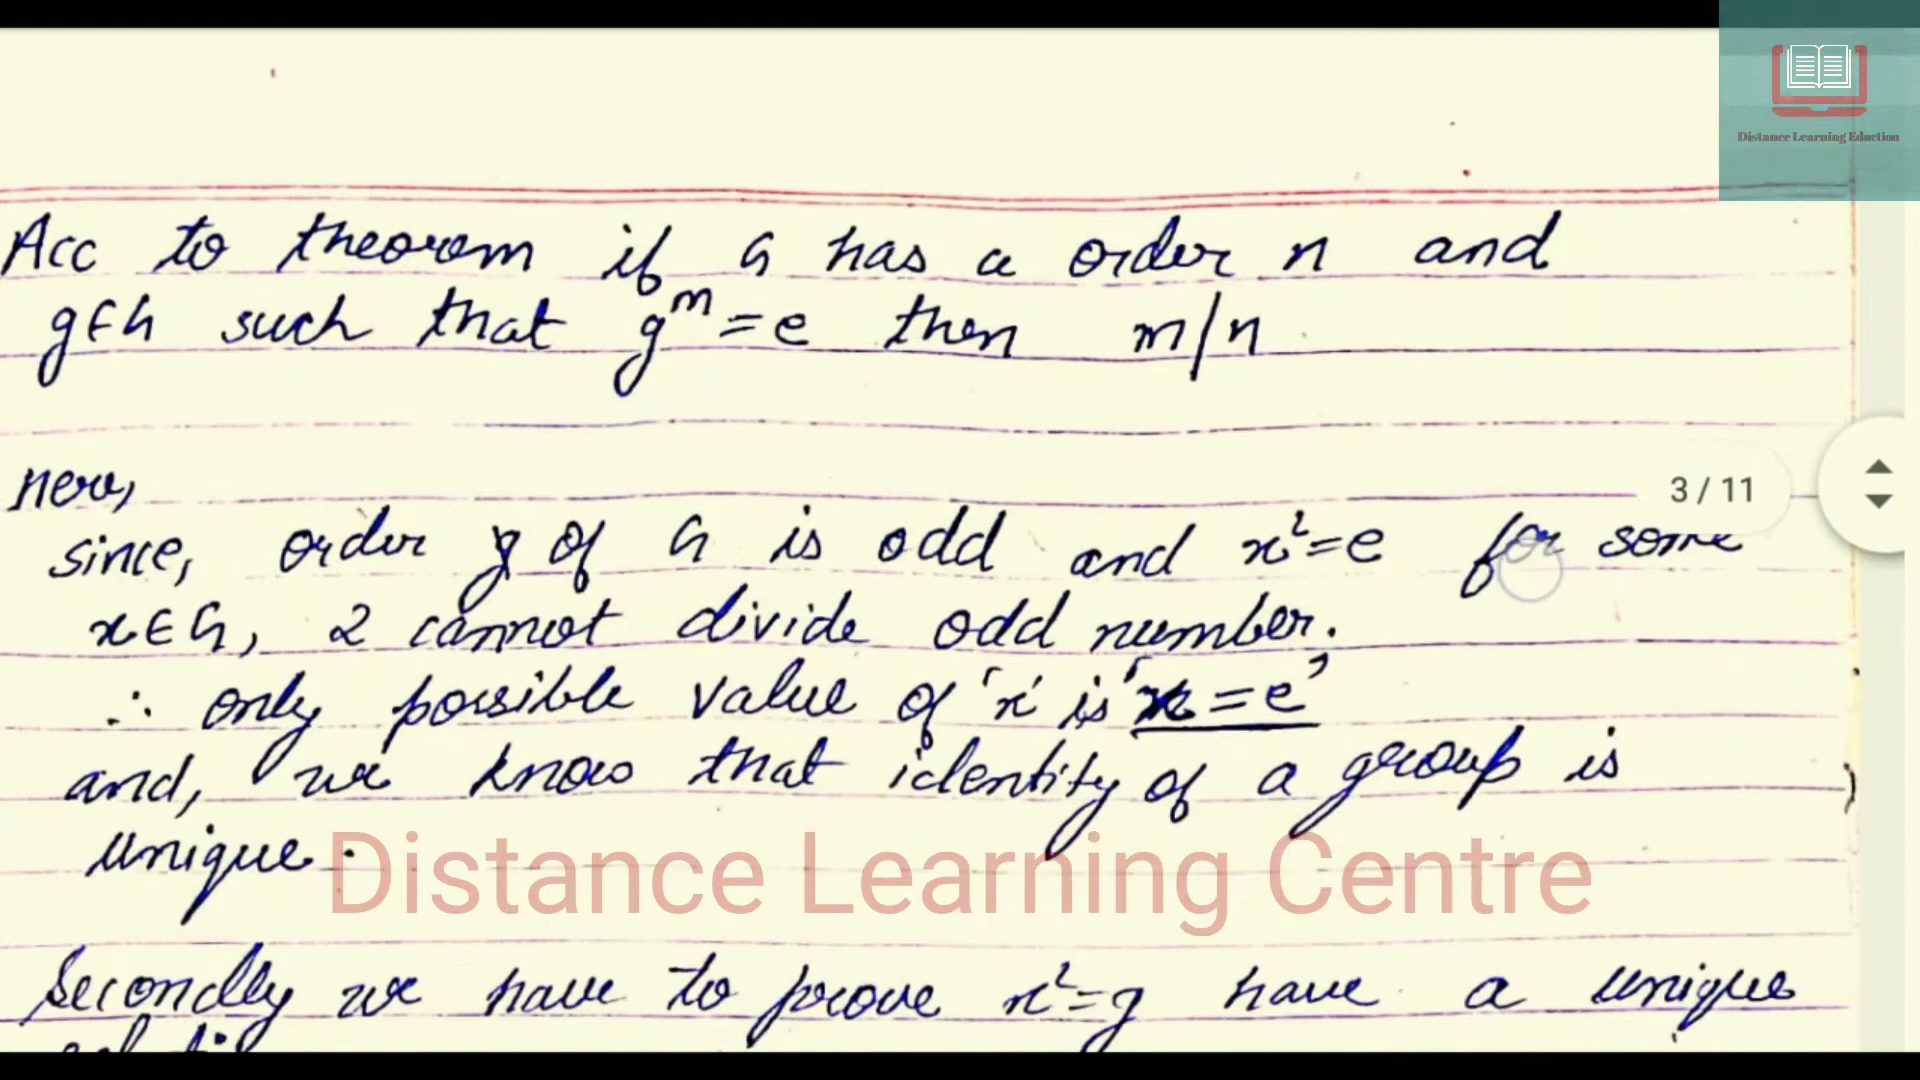 Distance Learning Eduction
Acc to theorem if G has a order n and
g∈G such that g^m = e then m/n
3 / 11
new,
since, order g of G is odd and x²=e for some
x∈G, 2 cannot divide odd number.
∴ only possible value of 'x' is 'x = e'
and, we know that identity of a group is
unique.
Distance Learning Centre
Secondly we have to prove x²=g have a unique